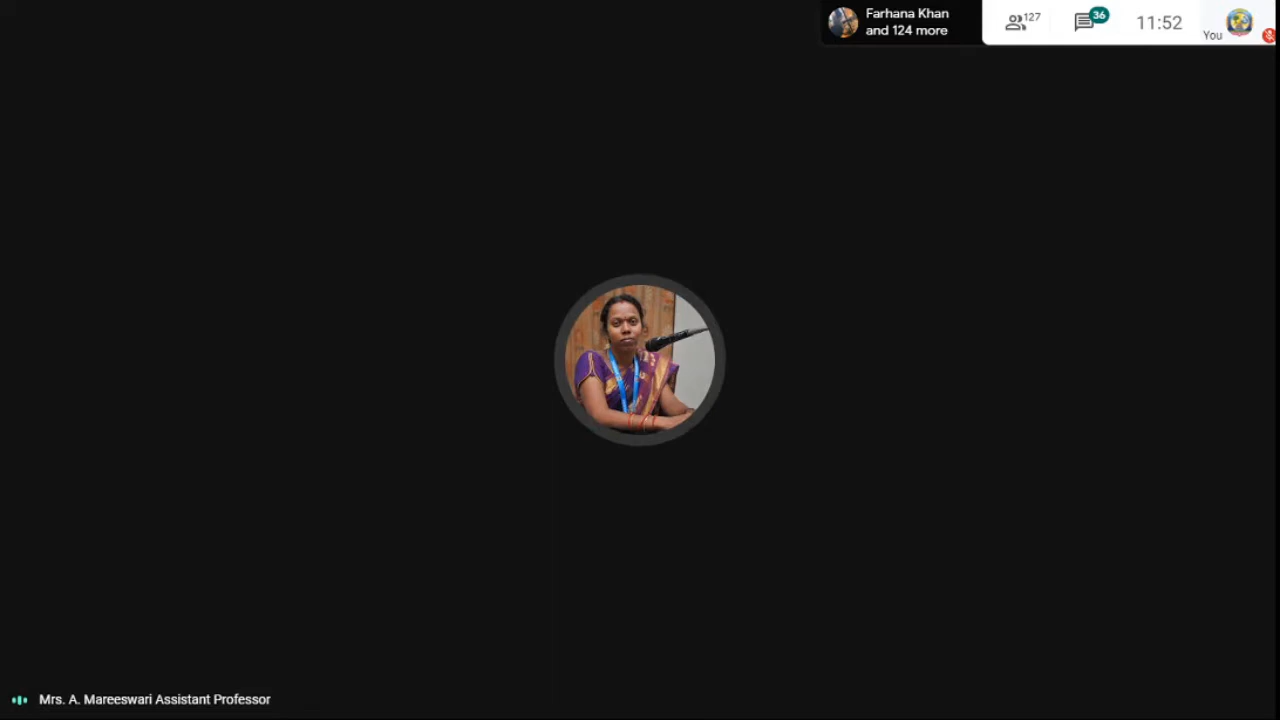 Farhana Khan
and 124 more
127
36
11:52
You
Mrs. A. Mareeswari Assistant Professor